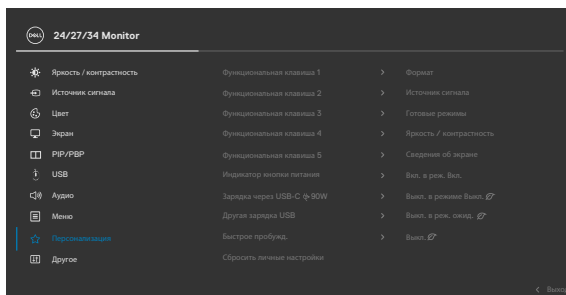 DELL
24/27/34 Monitor
Яркость / контрастность
Функциональная клавиша 1 > Формат
Источник сигнала
Функциональная клавиша 2 > Источник сигнала
Цвет
Функциональная клавиша 3 > Готовые режимы
Экран
Функциональная клавиша 4 > Яркость / контрастность
PIP/PBP
Функциональная клавиша 5 > Сведения об экране
USB
Индикатор кнопки питания > Вкл. в реж. Вкл.
Аудио
Зарядка через USB-C 90W > Выкл. в режиме Выкл.
Меню
Другая зарядка USB > Выкл. в реж. ожид.
Персонализация
Быстрое пробужд. > Выкл.
Другое
Сбросить личные настройки
< Выход